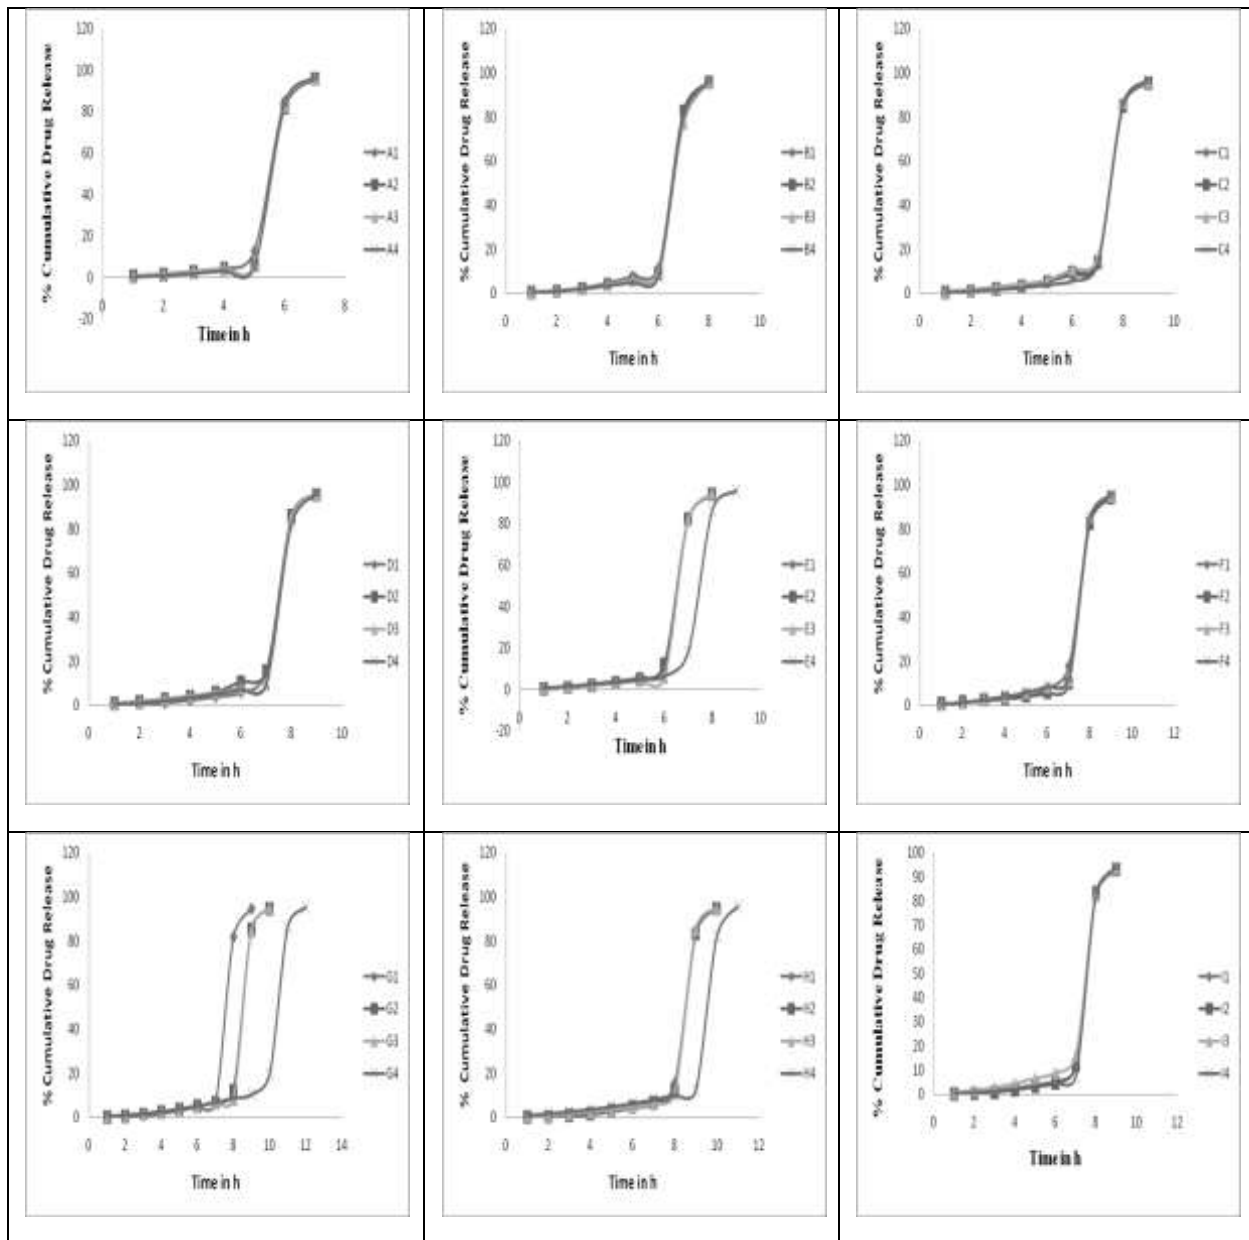 % Cumulative Drug Release
120
100
80
60
40
20
0
-20
0
2
4
6
8
Time in h
A1
A2
A3
A4
% Cumulative Drug Release
120
100
80
60
40
20
0
0
2
4
6
8
10
Time in h
B1
B2
B3
B4
% Cumulative Drug Release
120
100
80
60
40
20
0
0
2
4
6
8
10
Time in h
C1
C2
C3
C4
% Cumulative Drug Release
120
100
80
60
40
20
0
0
2
4
6
8
10
Time in h
D1
D2
D3
D4
% Cumulative Drug Release
120
100
80
60
40
20
0
-20
0
2
4
6
8
10
Time in h
E1
E2
E3
E4
% Cumulative Drug Release
120
100
80
60
40
20
0
0
2
4
6
8
10
12
Time in h
F1
F2
F3
F4
% Cumulative Drug Release
120
100
80
60
40
20
0
0
2
4
6
8
10
12
14
Time in h
G1
G2
G3
G4
% Cumulative Drug Release
120
100
80
60
40
20
0
0
2
4
6
8
10
12
Time in h
H1
H2
H3
H4
% Cumulative Drug Release
100
90
80
70
60
50
40
30
20
10
0
0
2
4
6
8
10
12
Time in h
I1
I2
I3
I4